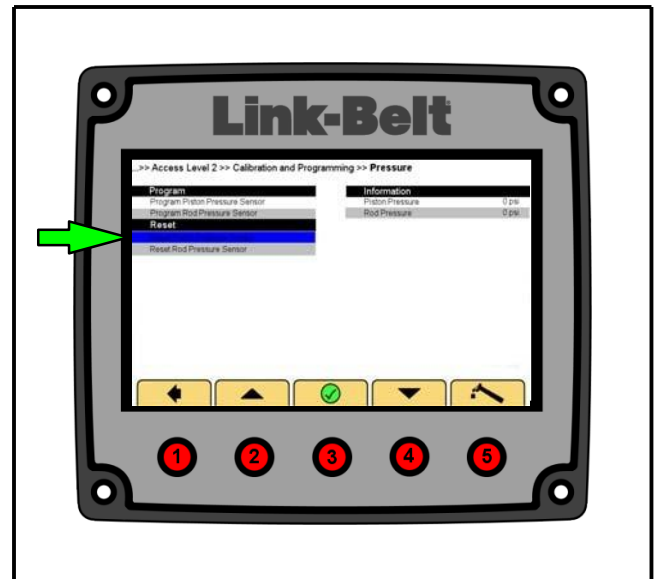 Link-Belt
...>> Access Level 2 >> Calibration and Programming >> Pressure
Program
Program Piston Pressure Sensor
Program Rod Pressure Sensor
Reset
Reset Rod Pressure Sensor
Information
Piston Pressure 0 psi
Rod Pressure 0 psi
1 2 3 4 5